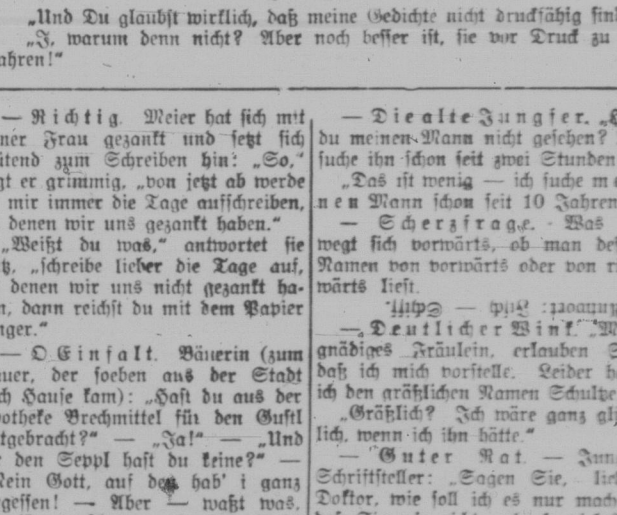 „Und Du glaubst wirklich, daß meine Gedichte nicht druckfähig sin
„J, warum denn nicht? Aber noch besser ist, sie vor Druck zu
ahren!"
— Richtig. Meier hat sich mit
ner Frau gezankt und setzt sich
itend zum Schreiben hin: „So,"
gt er grimmig, „von jetzt ab werde
mir immer die Tage aufschreiben,
denen wir uns gezankt haben."
„Weißt du was," antwortet sie
tz, „schreibe lieber die Tage auf,
denen wir uns nicht gezankt ha-
n, dann reichst du mit dem Papier
nger."
— O Einfalt. Bäuerin (zum
uer, der soeben aus der Stadt
ch Hause kam): „Hast du aus der
otheke Brechmittel für den Gustl
tgebracht?" — „Ja!" — „Und
r den Seppl hast du keine?" —
Mein Gott, auf den hab' i ganz
gessen! — Aber — waßt was,
— Die alte Jungfer. „H
du meinen Mann nicht gesehen?
suche ihn schon seit zwei Stunden
„Das ist wenig — ich suche me
nen Mann schon seit 10 Jahren
— Scherzfrage. Was
wegt sich vorwärts, ob man de
Namen von vorwärts oder von r
wärts liest.
— Deutlicher Wink. „M
gnädiges Fräulein, erlauben S
daß ich mich vorstelle. Leider h
ich den gräßlichen Namen Schulze
„Gräßlich? Ich wäre ganz gl
lich, wenn ich ihn hätte."
— Guter Rat. — Jun
Schriftsteller: „Sagen Sie, lie
Doktor, wie soll ich es nur mach